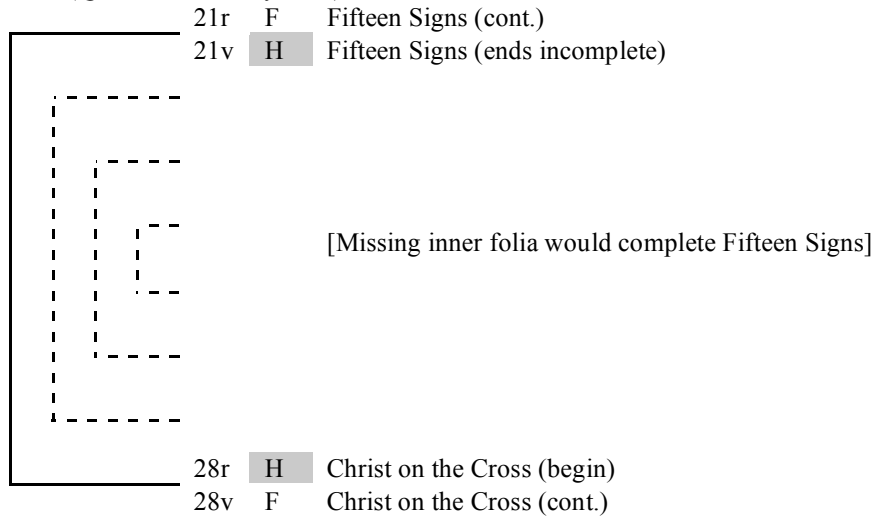 21r F Fifteen Signs (cont.)
21v H Fifteen Signs (ends incomplete)
[Missing inner folia would complete Fifteen Signs]
28r H Christ on the Cross (begin)
28v F Christ on the Cross (cont.)